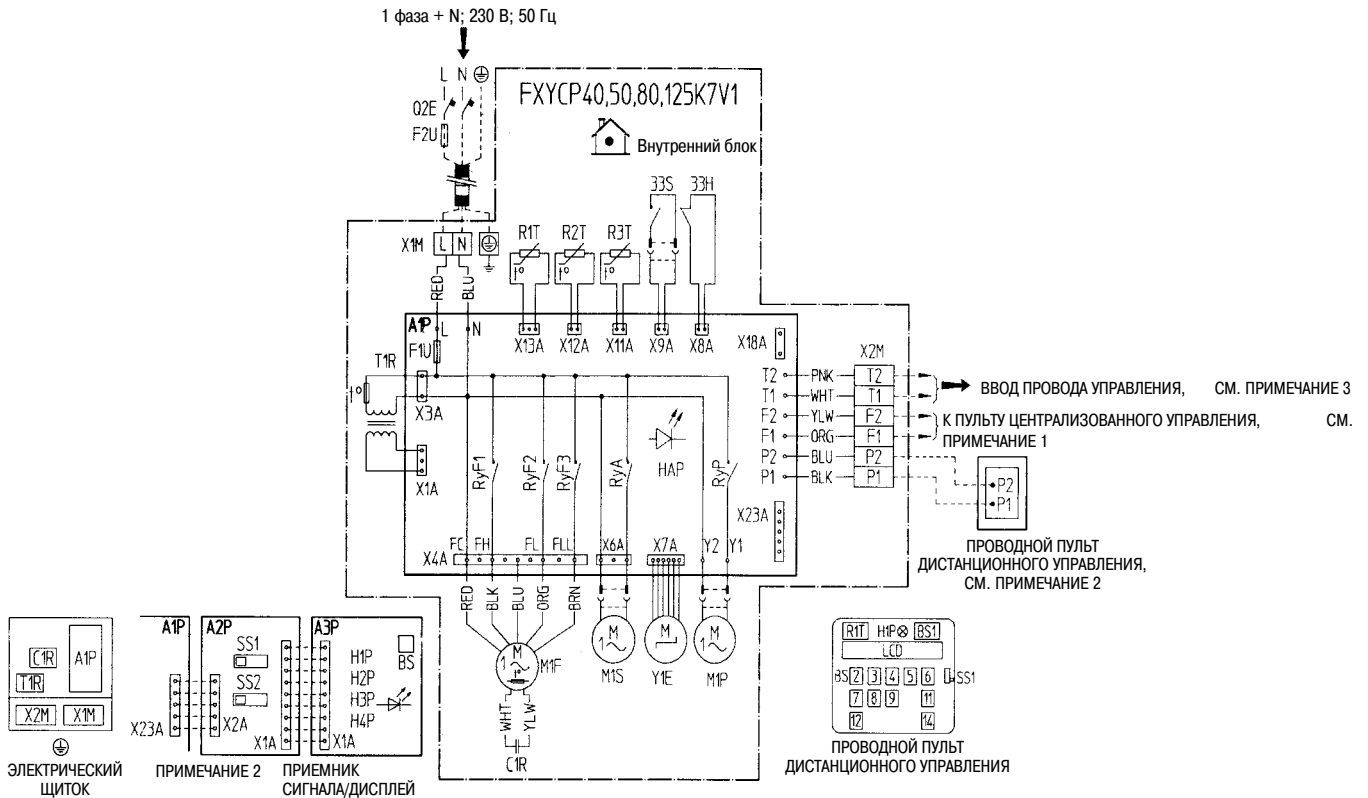 1 фаза + N; 230 В; 50 Гц
L N
Q2E
F2U
FXYCP40,50,80,125K7V1
Внутренний блок
33S 33H
X1M L N
R1T R2T R3T
RED BLU
A1P L N
X13A X12A X11A X9A X8A X18A
F1U
T1R
X3A
X1A
X2M
T2 PNK T2
T1 WHT T1
F2 YLW F2
F1 ORG F1
P2 BLU P2
P1 BLK P1
ВВОД ПРОВОДА УПРАВЛЕНИЯ, СМ. ПРИМЕЧАНИЕ 3
К ПУЛЬТУ ЦЕНТРАЛИЗОВАННОГО УПРАВЛЕНИЯ, СМ.
ПРИМЕЧАНИЕ 1
P2
P1
ПРОВОДНОЙ ПУЛЬТ
ДИСТАНЦИОННОГО УПРАВЛЕНИЯ,
СМ. ПРИМЕЧАНИЕ 2
RyF1 RyF2 RyF3 RyA HAP RyP
X23A
X4A FC FH FL FLL X6A X7A Y2 Y1
RED BLK BLU ORG BRN
M 1 M1F
M 1 M1S
M Y1E
M 1 M1P
WHT YLW
C1R
C1R A1P
T1R
X2M X1M
ЭЛЕКТРИЧЕСКИЙ
ЩИТОК
A1P A2P A3P
SS1
SS2
X23A X2A X1A X1A
BS
H1P
H2P
H3P
H4P
ПРИМЕЧАНИЕ 2
ПРИЕМНИК
СИГНАЛА/ДИСПЛЕЙ
R1T H1P BS1
LCD
BS 2 3 4 5 6 SS1
7 8 9 11
12 14
ПРОВОДНОЙ ПУЛЬТ
ДИСТАНЦИОННОГО УПРАВЛЕНИЯ